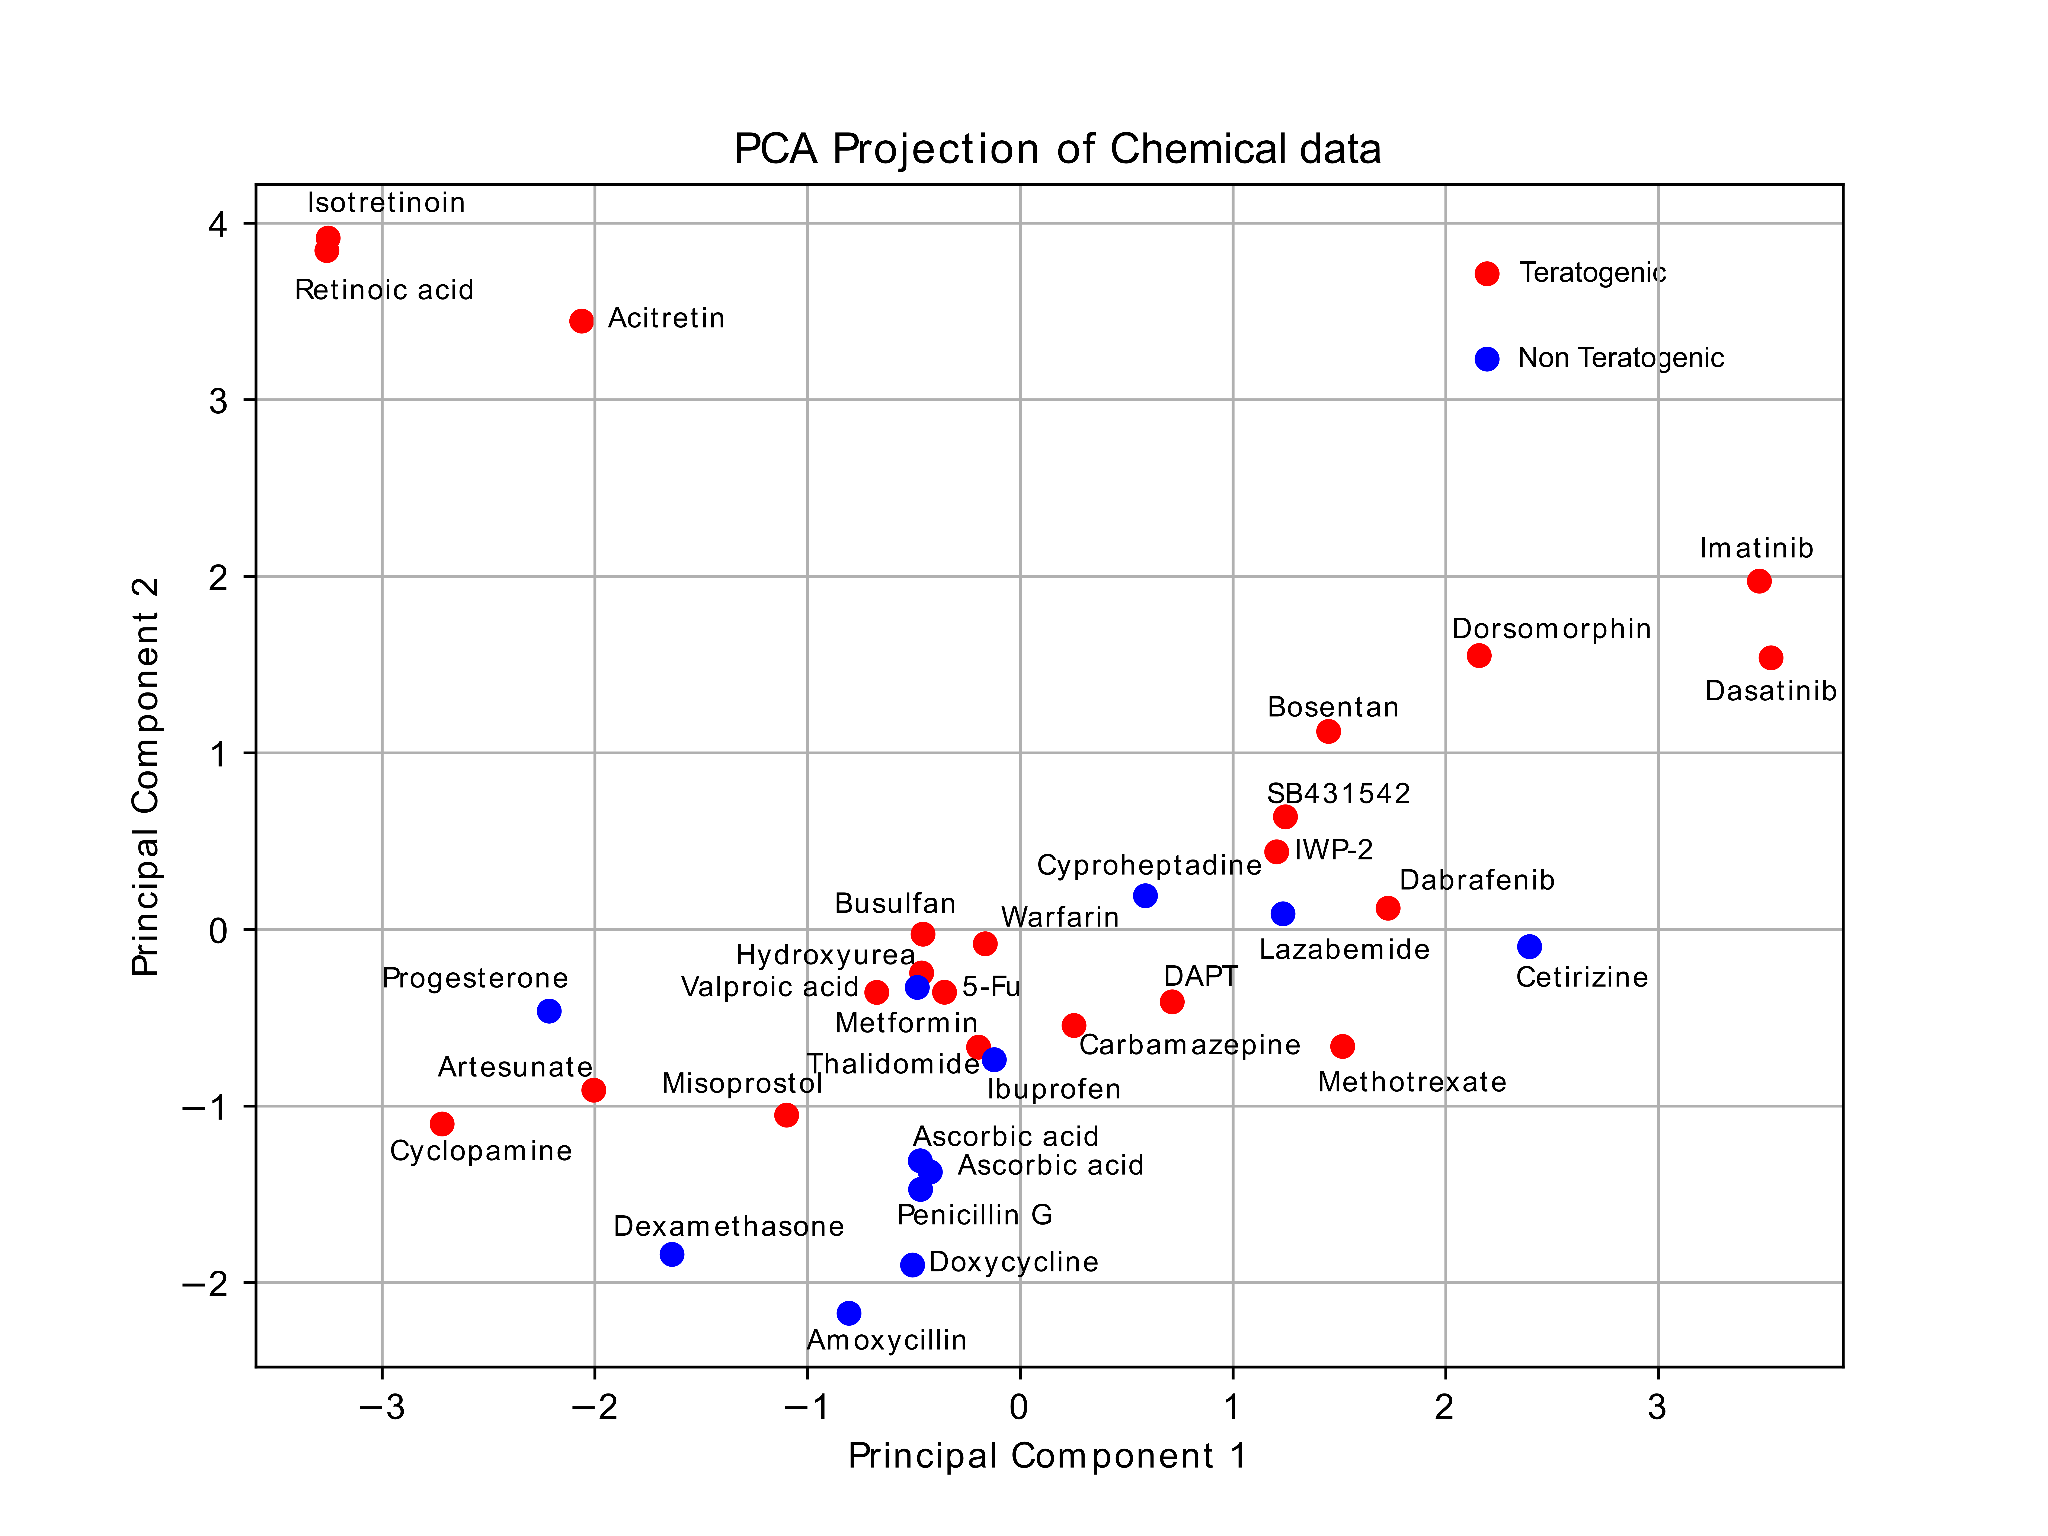 PCA Projection of Chemical data
Isotretinoin
4
Teratogenic
Retinoic acid
Acitretin
Non Teratogenic
3
Imatinib
2
Dorsomorphin
Dasatinib
Bosentan
1
SB431542
IWP-2
Cyproheptadine
Dabrafenib
Busulfan
Warfarin
0
Hydroxyurea
Lazabemide
Progesterone
Valproic acid
5-Fu
DAPT
Cetirizine
Metformin
Carbamazepine
Artesunate
Thalidomide
Misoprostol
Ibuprofen
Methotrexate
−1
Cyclopamine
Ascorbic acid
Ascorbic acid
Penicillin G
Dexamethasone
Doxycycline
−2
Amoxycillin
−3 −2 −1 0 1 2 3
Principal Component 1
Principal Component 2